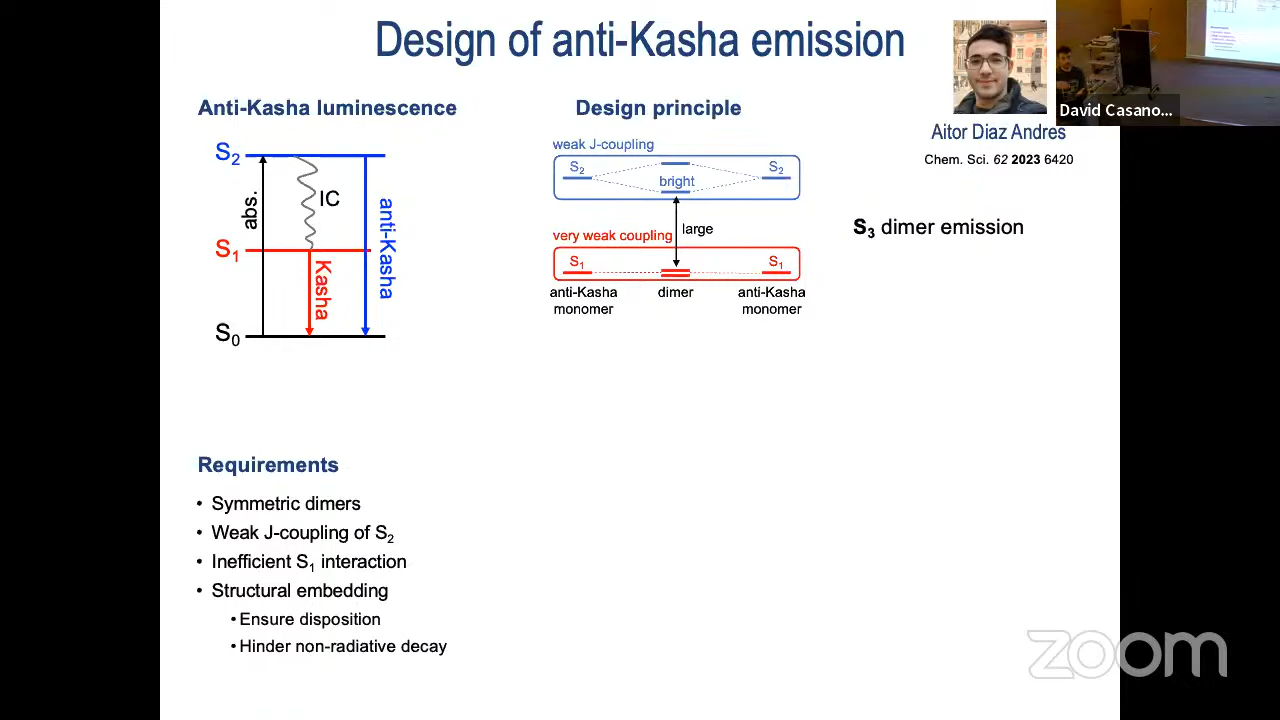 Design of anti-Kasha emission
David Casano...
Aitor Diaz Andres
Chem. Sci. 62 2023 6420
Anti-Kasha luminescence
S2
abs.
IC
S1
Kasha
anti-Kasha
S0
Design principle
weak J-coupling
S2
bright
S2
very weak coupling
large
S1
S1
anti-Kasha monomer
dimer
anti-Kasha monomer
S3 dimer emission
Requirements
• Symmetric dimers
• Weak J-coupling of S2
• Inefficient S1 interaction
• Structural embedding
• Ensure disposition
• Hinder non-radiative decay
zoom